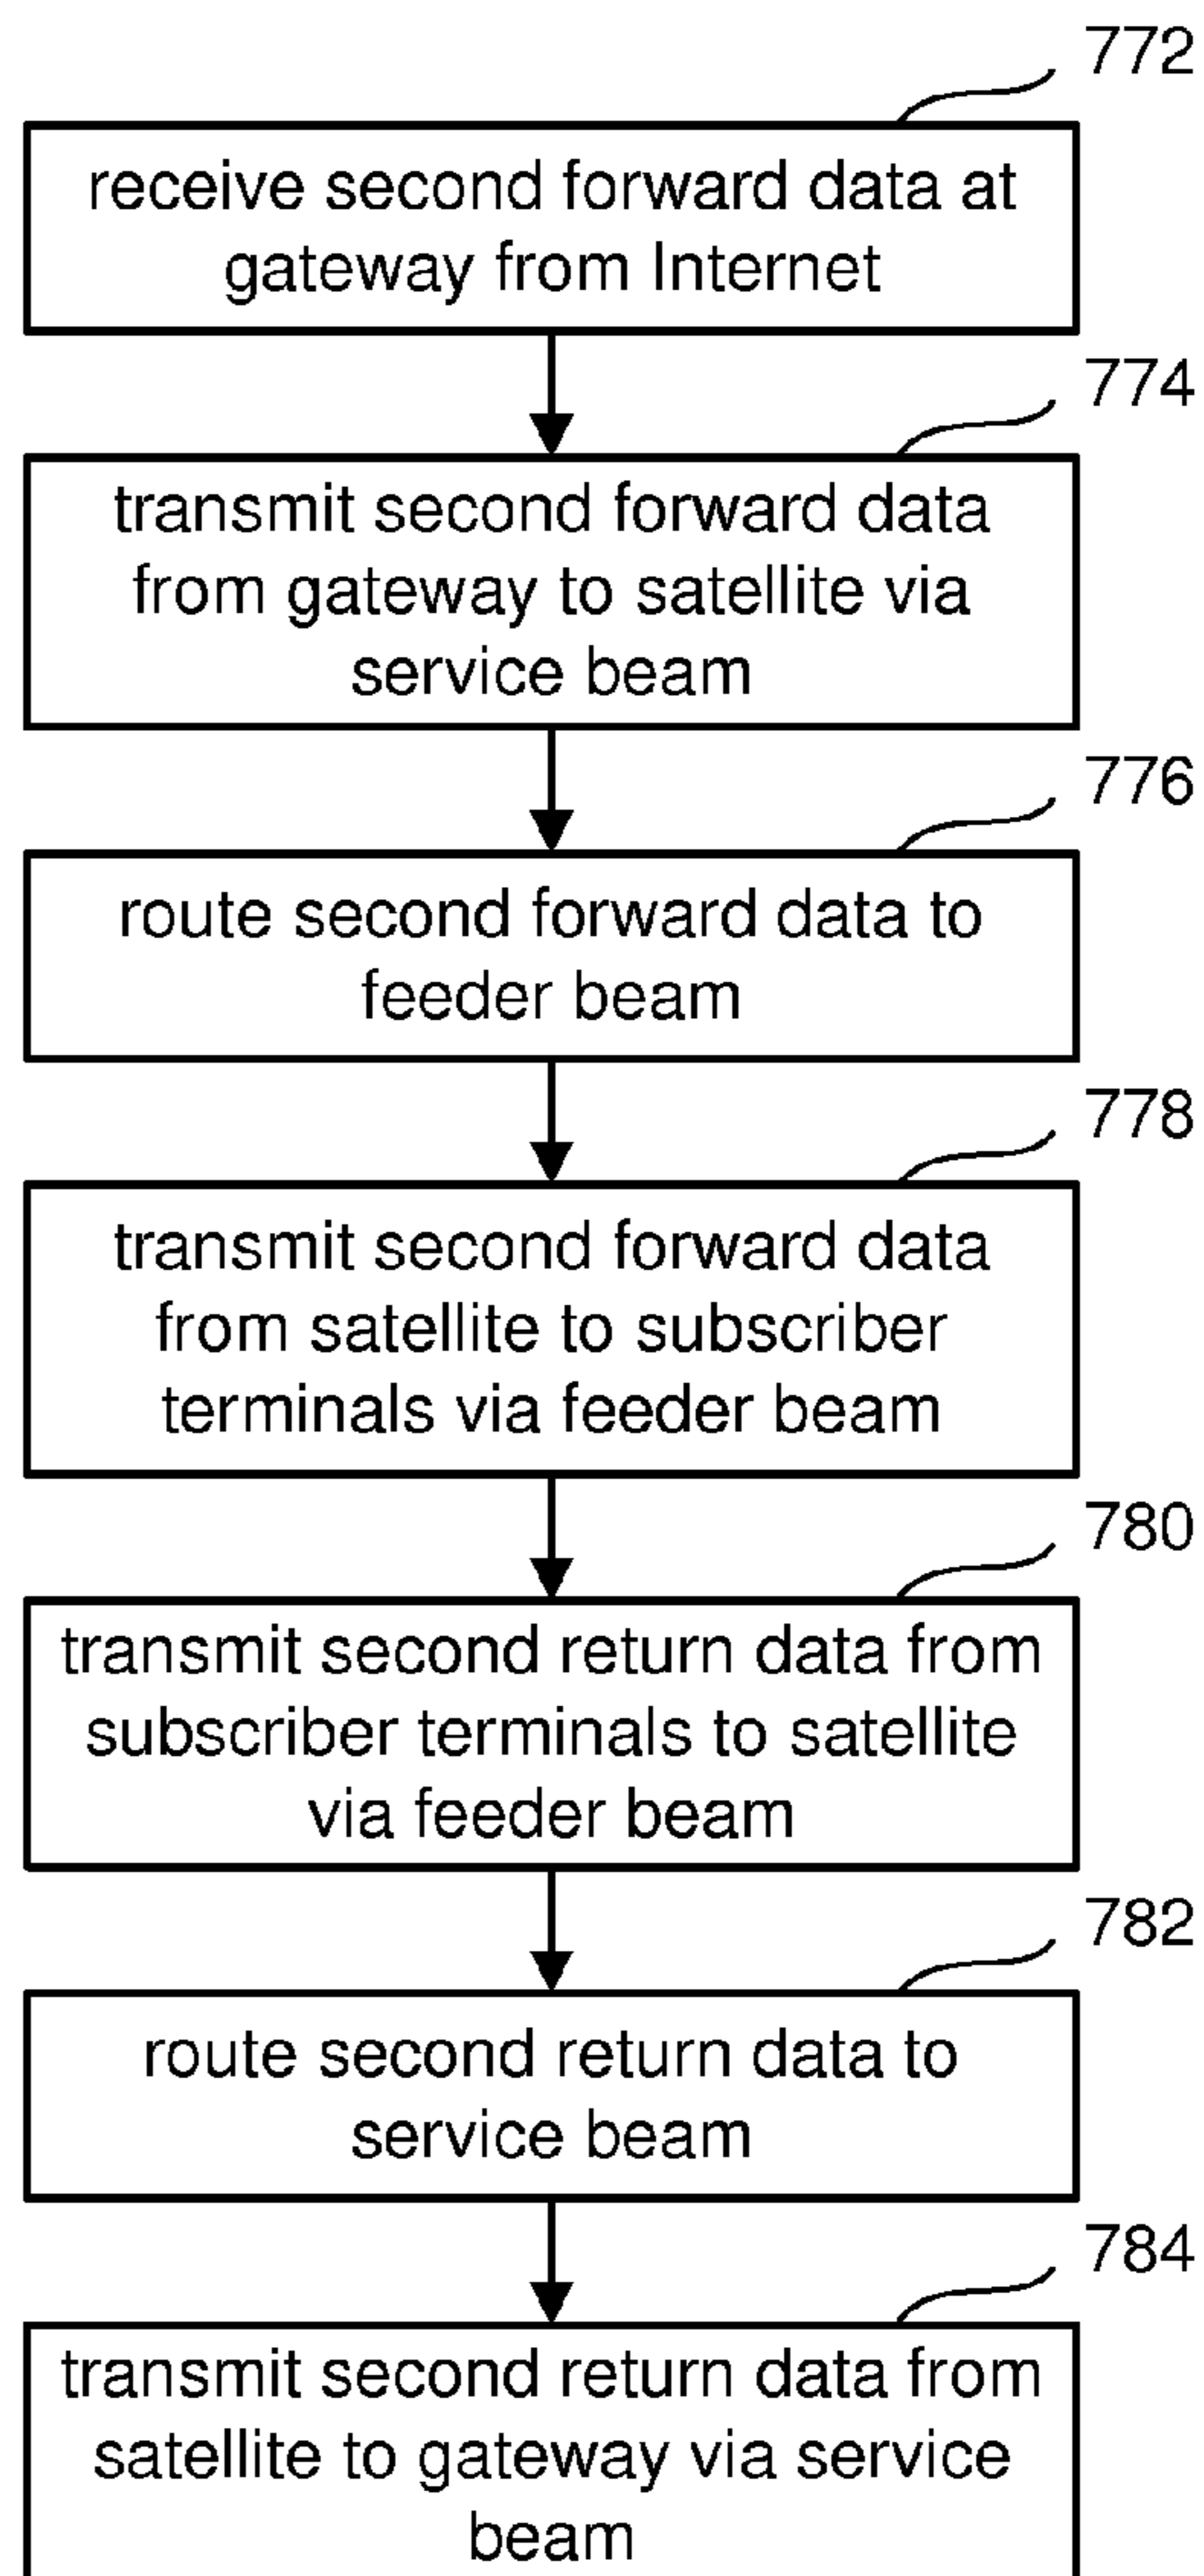 772
receive second forward data at
gateway from Internet
774
transmit second forward data
from gateway to satellite via
service beam
776
route second forward data to
feeder beam
778
transmit second forward data
from satellite to subscriber
terminals via feeder beam
780
transmit second return data from
subscriber terminals to satellite
via feeder beam
782
route second return data to
service beam
784
transmit second return data from
satellite to gateway via service
beam